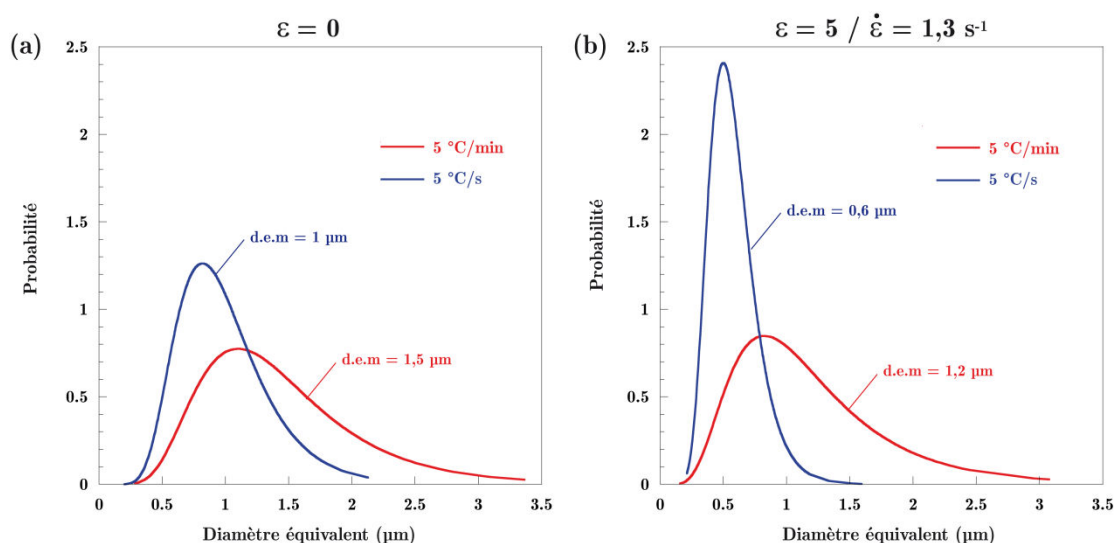 (a)
ε = 0
2.5
2
1.5
1
0.5
0
0
0.5
1
1.5
2
2.5
3
3.5
5 °C/min
5 °C/s
d.e.m = 1 µm
d.e.m = 1,5 µm
Probabilité
Diamètre équivalent (µm)
(b)
ε = 5 / ε̇ = 1,3 s⁻¹
2.5
2
1.5
1
0.5
0
0
0.5
1
1.5
2
2.5
3
3.5
5 °C/min
5 °C/s
d.e.m = 0,6 µm
d.e.m = 1,2 µm
Probabilité
Diamètre équivalent (µm)